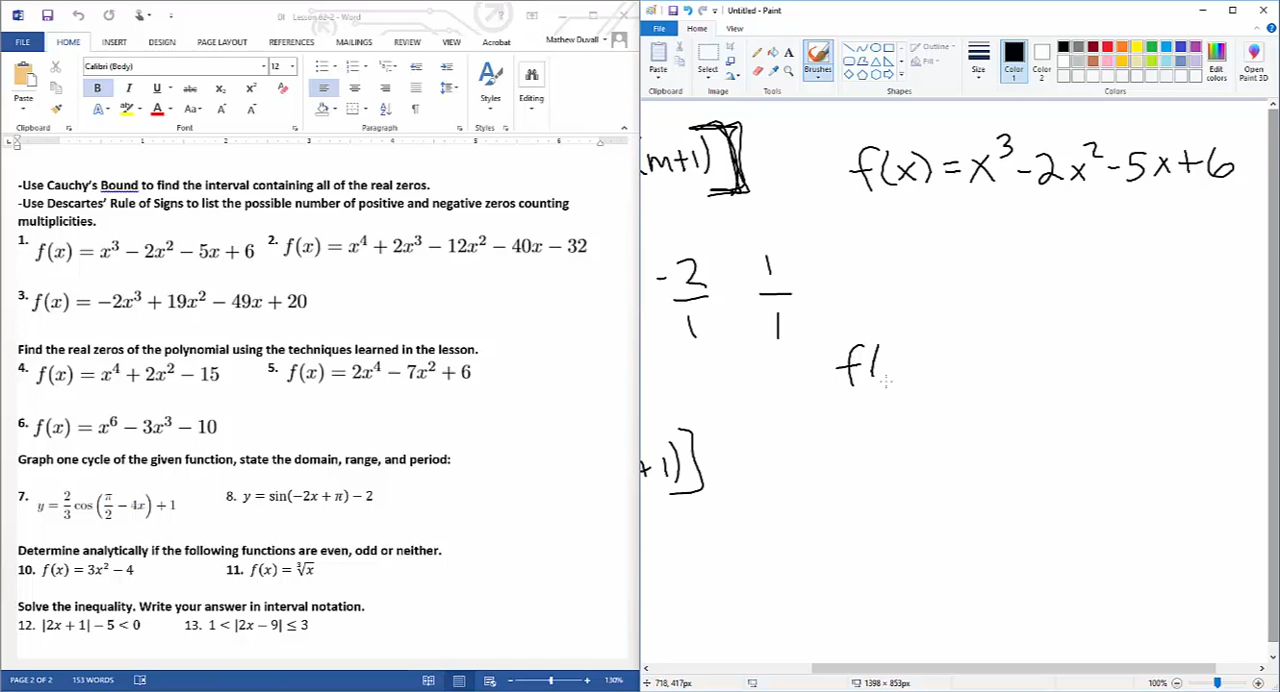 01 Lesson 62-2 - Word
FILE HOME INSERT DESIGN PAGE LAYOUT REFERENCES MAILINGS REVIEW VIEW Acrobat Mathew Duvall
Paste Calibri (Body) 12 Styles Editing
Clipboard Font Paragraph Styles
-Use Cauchy's Bound to find the interval containing all of the real zeros.
-Use Descartes' Rule of Signs to list the possible number of positive and negative zeros counting
multiplicities.
1. f(x) = x³ − 2x² − 5x + 6 2. f(x) = x⁴ + 2x³ − 12x² − 40x − 32
3. f(x) = −2x³ + 19x² − 49x + 20
Find the real zeros of the polynomial using the techniques learned in the lesson.
4. f(x) = x⁴ + 2x² − 15 5. f(x) = 2x⁴ − 7x² + 6
6. f(x) = x⁶ − 3x³ − 10
Graph one cycle of the given function, state the domain, range, and period:
7. y = 2/3 cos(π/2 − 4x) + 1 8. y = sin(−2x + π) − 2
Determine analytically if the following functions are even, odd or neither.
10. f(x) = 3x² − 4 11. f(x) = ∛x
Solve the inequality. Write your answer in interval notation.
12. |2x + 1| − 5 < 0 13. 1 < |2x − 9| ≤ 3
PAGE 2 OF 2 153 WORDS 130%
Untitled - Paint
File Home View
Paste Select Brushes Outline Fill Size Color 1 Color 2 Edit colors Open Paint 3D
Clipboard Image Tools Shapes Colors
(m+1)] f(x) = x³ - 2x² - 5x + 6
-2/1 1/1
f(
+1)]
718, 417px 1398 × 853px 100%